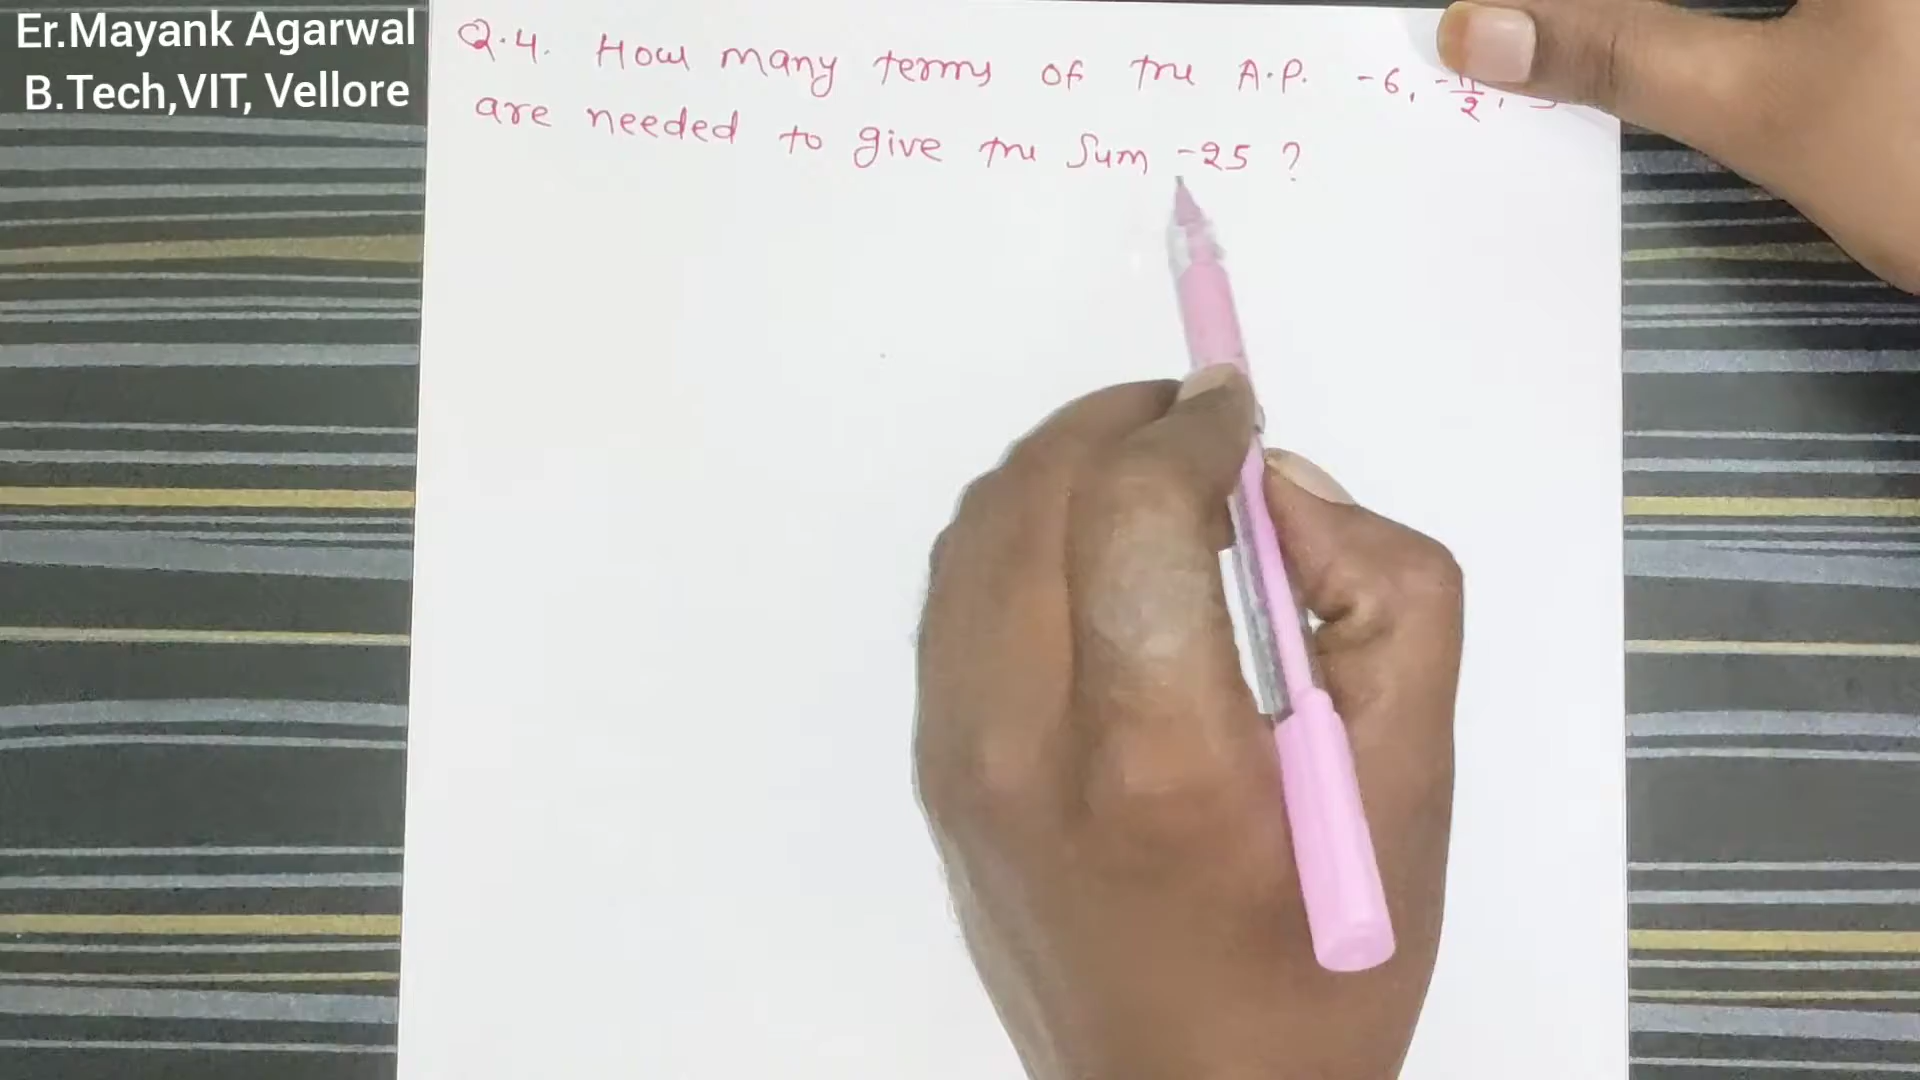 Er.Mayank Agarwal
B.Tech,VIT, Vellore
Q.4. How many terms of the A.P. -6, -11/2,
are needed to give the Sum -25 ?